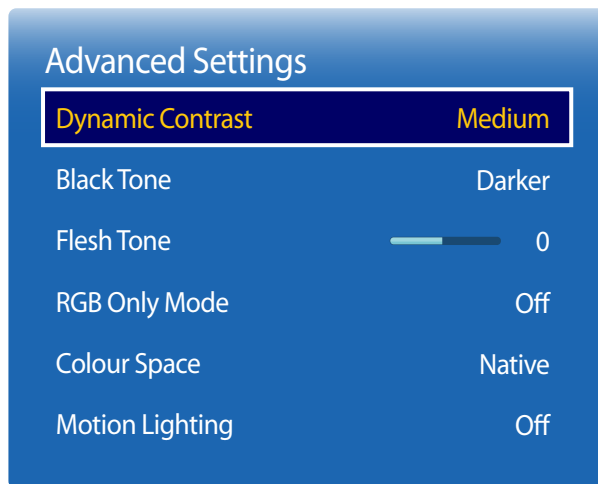 Advanced Settings
Dynamic Contrast Medium
Black Tone Darker
Flesh Tone 0
RGB Only Mode Off
Colour Space Native
Motion Lighting Off